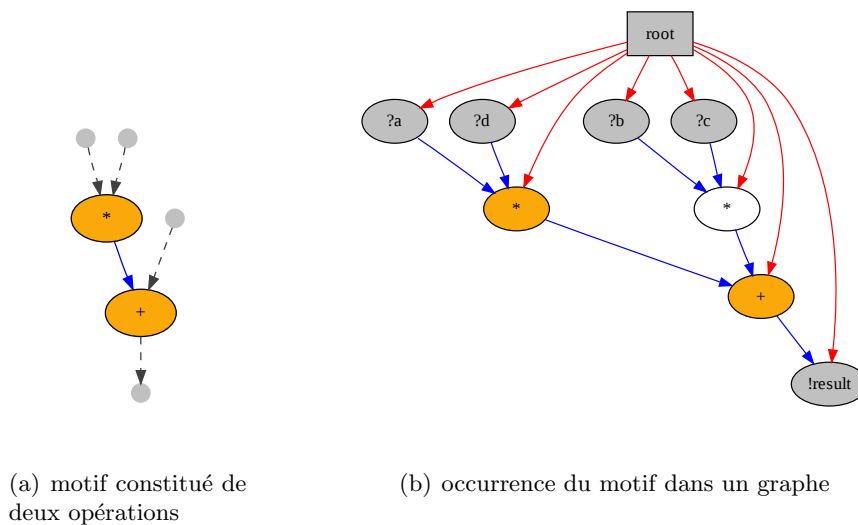 root
?a ?d ?b ?c
*
* *
+
+
!result
(a) motif constitué de
deux opérations
(b) occurrence du motif dans un graphe